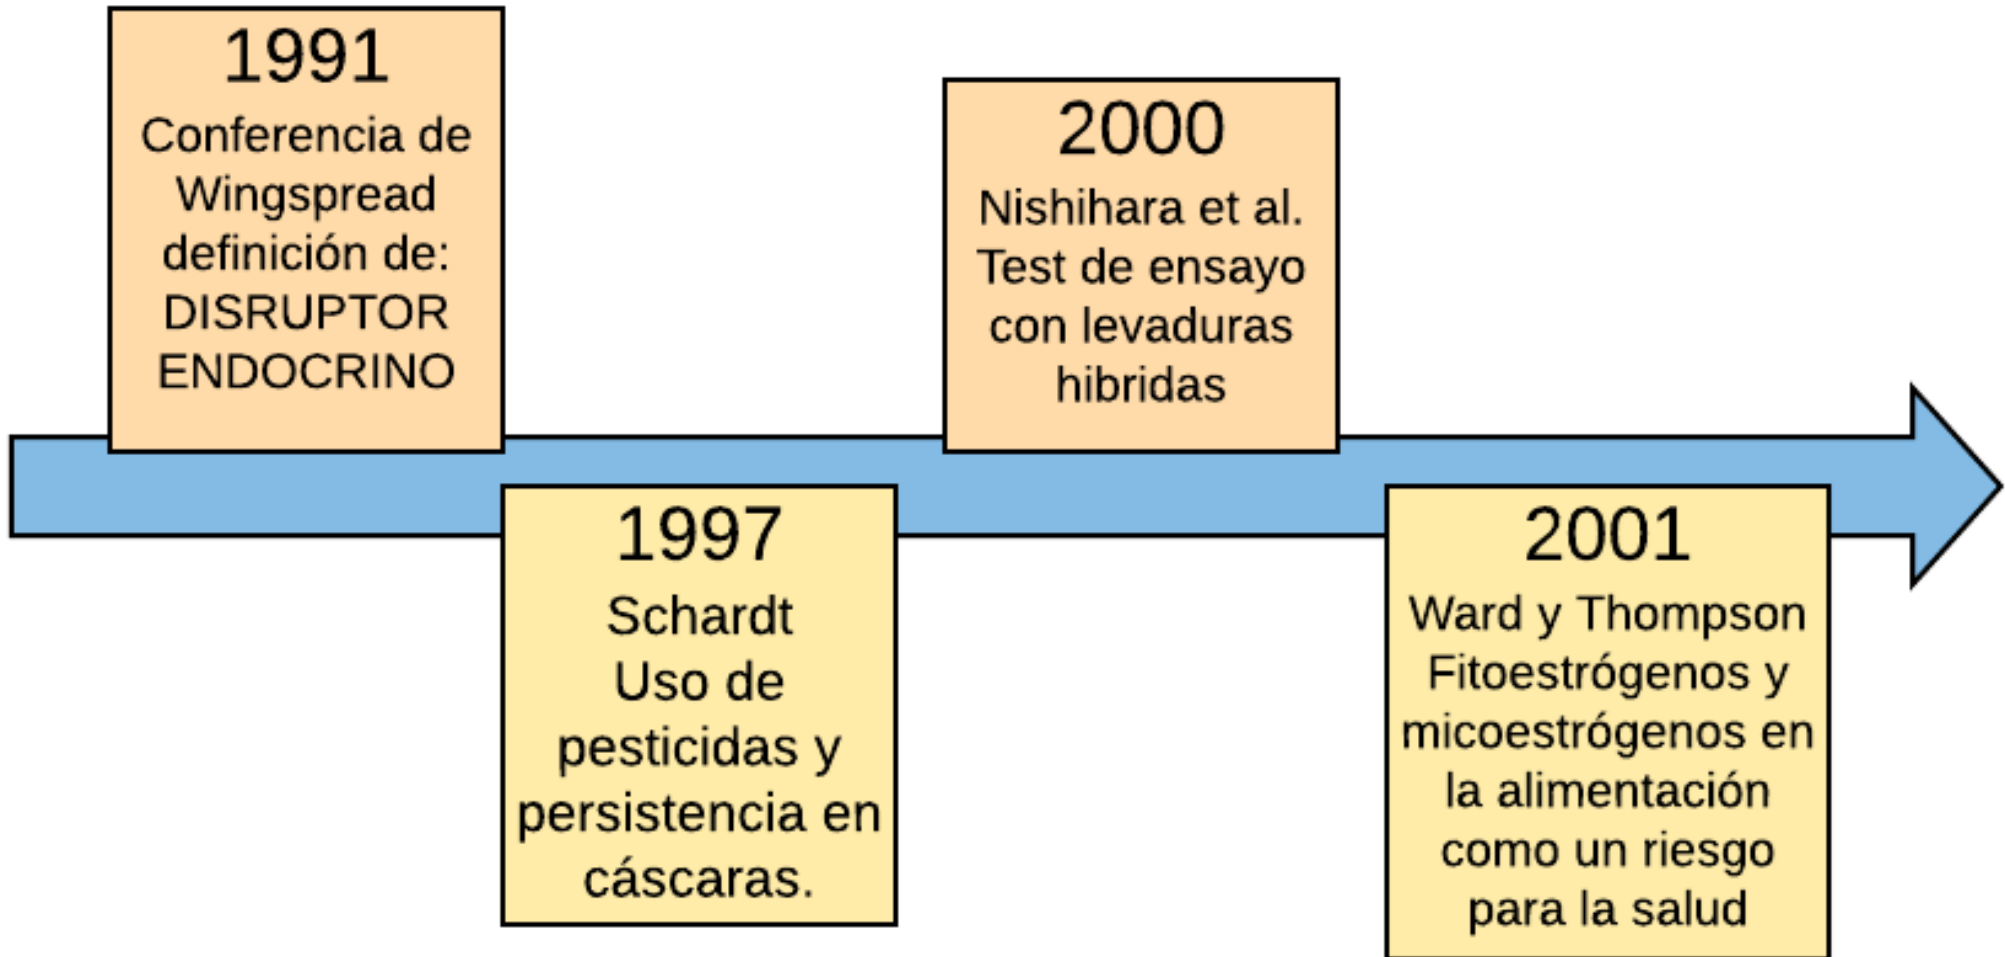 1991
Conferencia de
Wingspread
definición de:
DISRUPTOR
ENDOCRINO
1997
Schardt
Uso de
pesticidas y
persistencia en
cáscaras.
2000
Nishihara et al.
Test de ensayo
con levaduras
hibridas
2001
Ward y Thompson
Fitoestrógenos y
micoestrógenos en
la alimentación
como un riesgo
para la salud